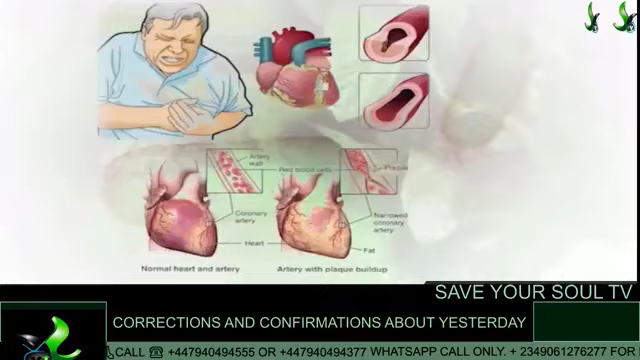 Artery wall
Red blood cells
Plaque
Coronary artery
Narrowed coronary artery
Heart
Fat
Normal heart and artery
Artery with plaque buildup
SAVE YOUR SOUL TV
CORRECTIONS AND CONFIRMATIONS ABOUT YESTERDAY
CALL ☎ +447940494555 OR +447940494377 WHATSAPP CALL ONLY. + 2349061276277 FOR